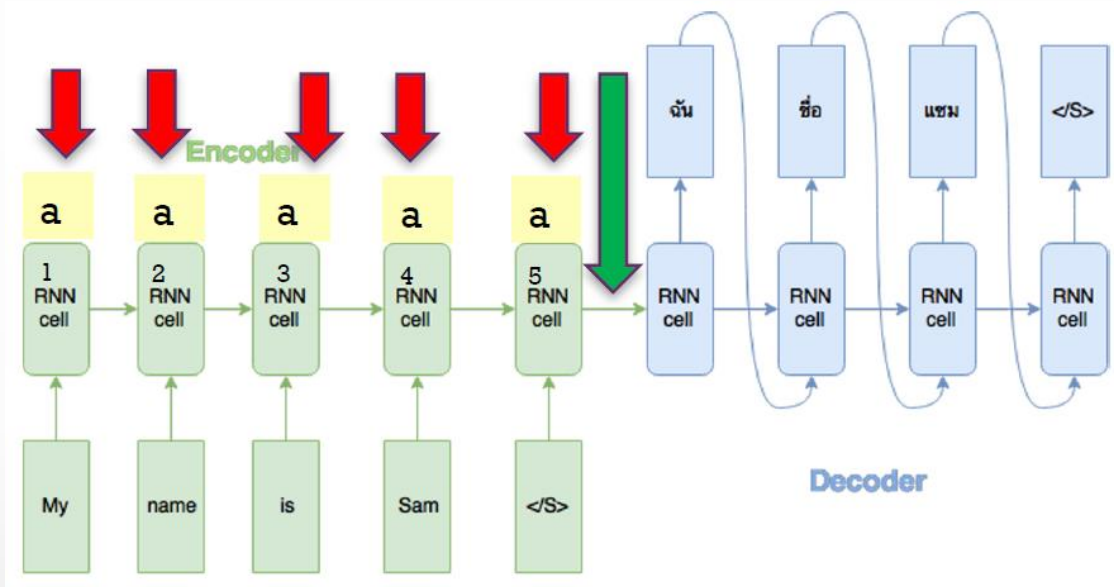 Encoder
a a a a a
1 2 3 4 5
RNN RNN RNN RNN RNN RNN RNN RNN RNN
cell cell cell cell cell cell cell cell cell
ฉัน ชื่อ แซม </S>
My name is Sam </S>
Decoder